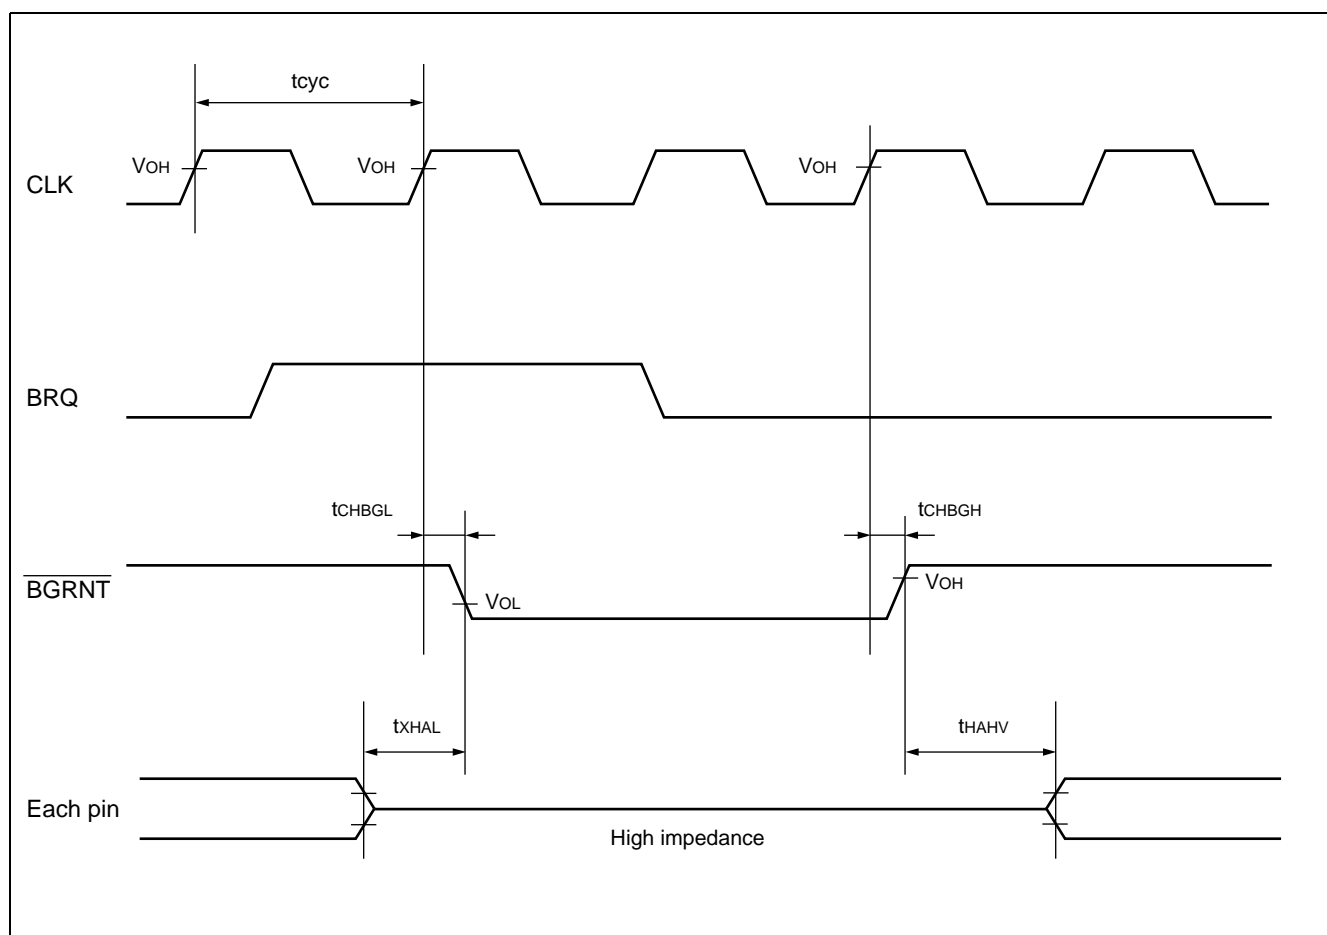 tcyc
VOH
VOH
VOH
CLK
BRQ
tCHBGL
tCHBGH
BGRNT
VOL
VOH
tXHAL
tHAHV
Each pin
High impedance